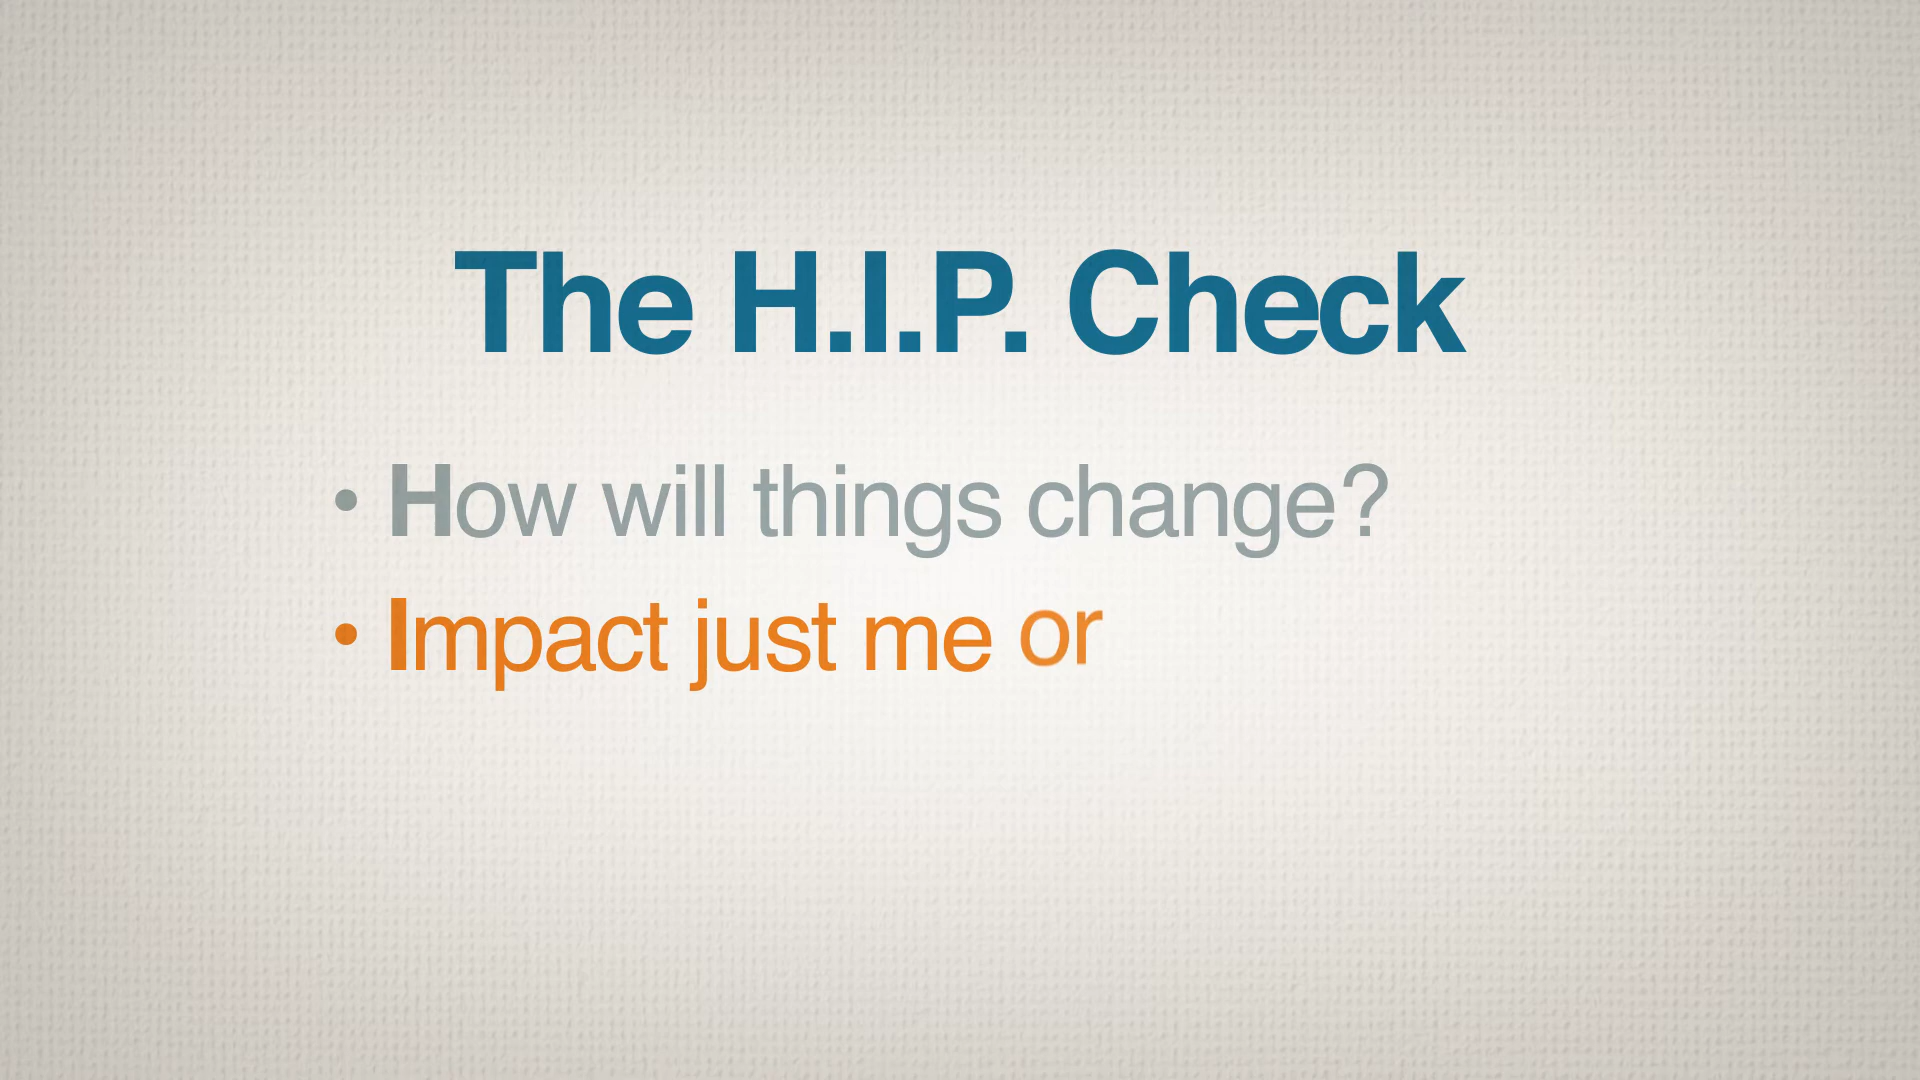 The H.I.P. Check
• How will things change?
• Impact just me or